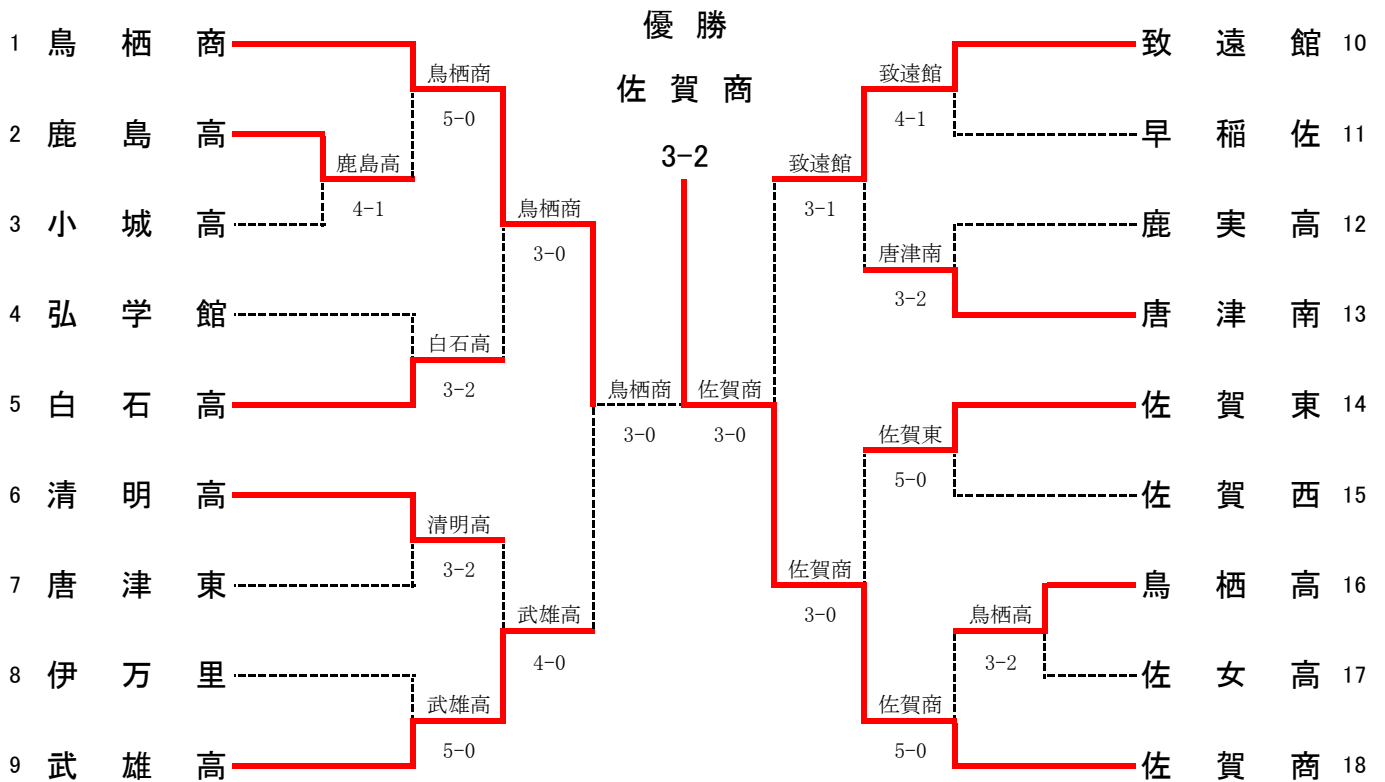 優勝
佐賀商
3-2
1 鳥栖商
2 鹿島高
3 小城高
4 弘学館
5 白石高
6 清明高
7 唐津東
8 伊万里
9 武雄高
鳥栖商
5-0
鹿島高
4-1
鳥栖商
3-0
白石高
3-2
清明高
3-2
武雄高
4-0
武雄高
5-0
鳥栖商
3-0
佐賀商
3-0
致遠館
4-1
致遠館
3-1
唐津南
3-2
佐賀東
5-0
佐賀商
3-0
鳥栖高
3-2
佐賀商
5-0
致遠館 10
早稲佐 11
鹿実高 12
唐津南 13
佐賀東 14
佐賀西 15
鳥栖高 16
佐女高 17
佐賀商 18